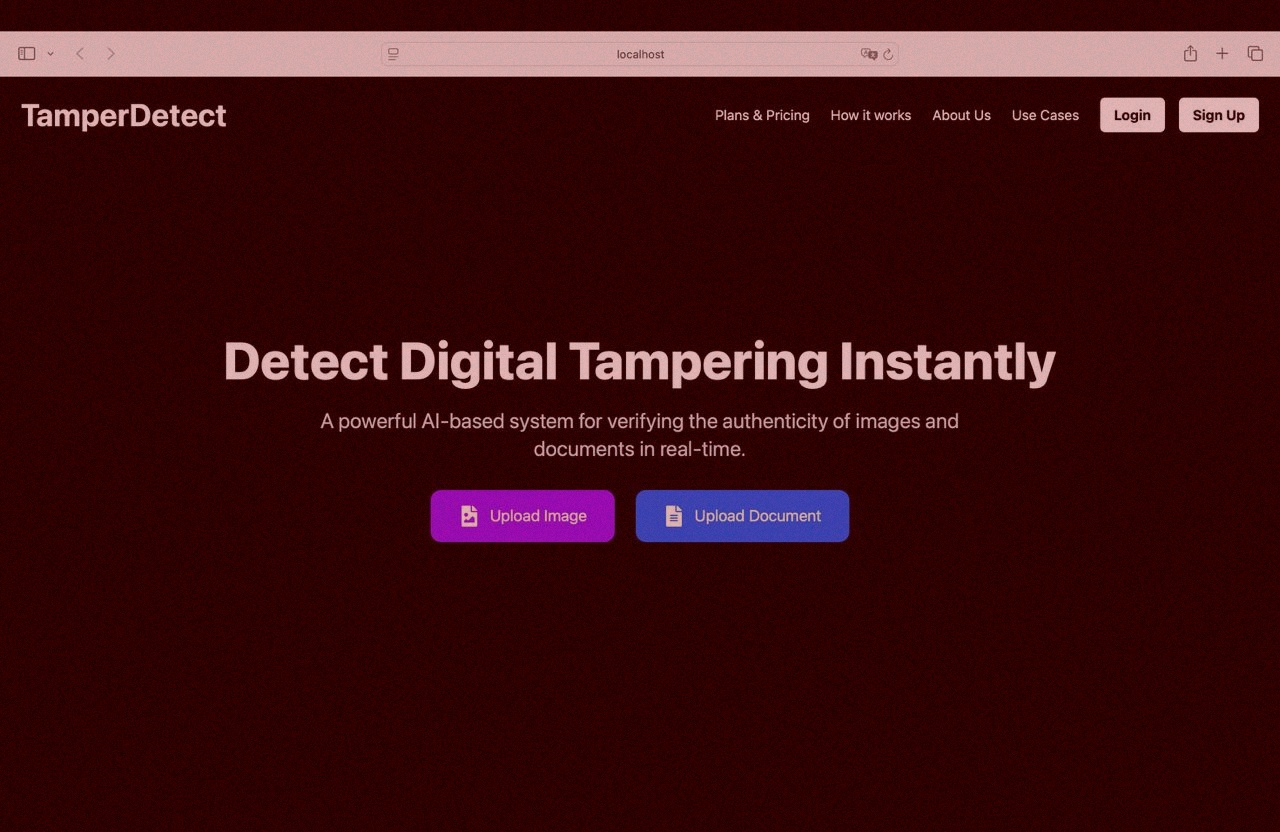 localhost
TamperDetect
Plans & Pricing How it works About Us Use Cases Login Sign Up
Detect Digital Tampering Instantly
A powerful AI-based system for verifying the authenticity of images and
documents in real-time.
Upload Image Upload Document